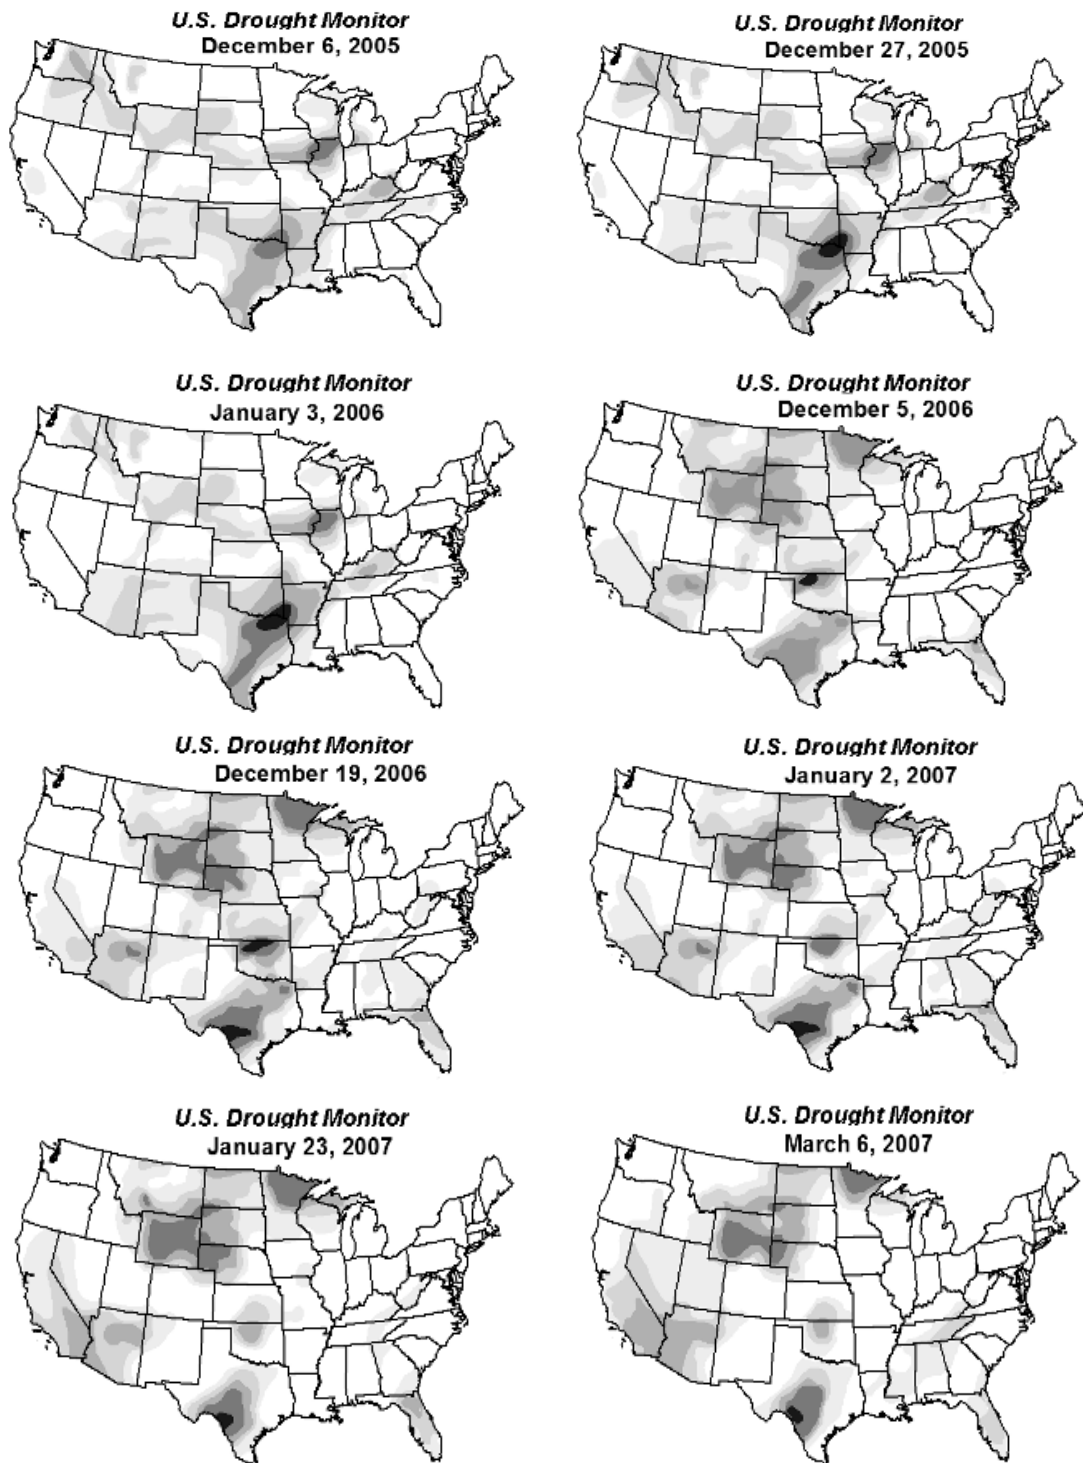 U.S. Drought Monitor
December 6, 2005
U.S. Drought Monitor
December 27, 2005
U.S. Drought Monitor
January 3, 2006
U.S. Drought Monitor
December 5, 2006
U.S. Drought Monitor
December 19, 2006
U.S. Drought Monitor
January 2, 2007
U.S. Drought Monitor
January 23, 2007
U.S. Drought Monitor
March 6, 2007